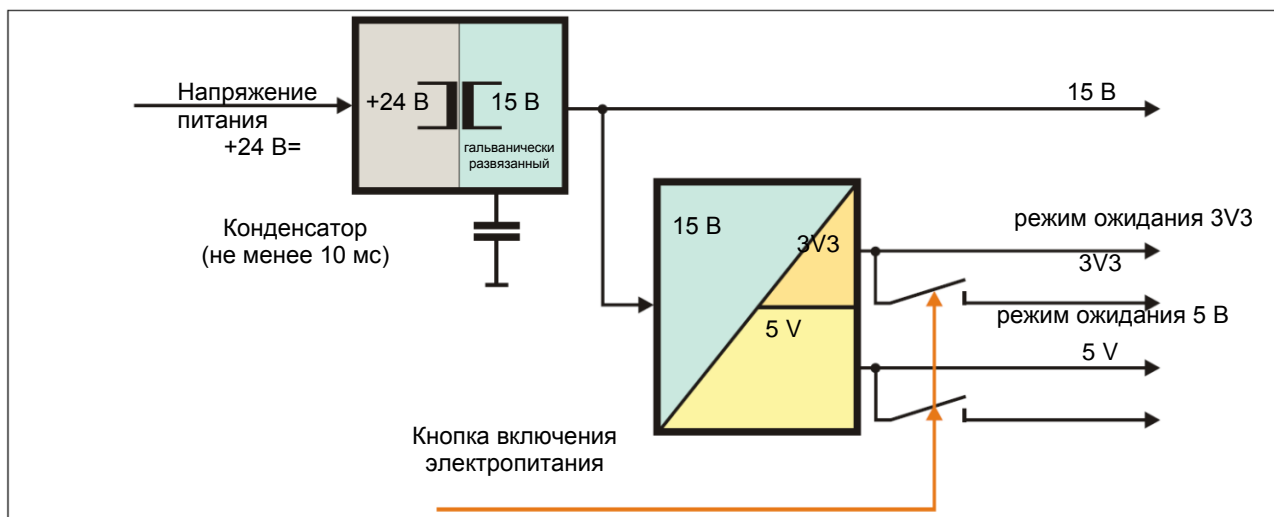 Напряжение
питания
+24 В=
+24 В
15 В
гальванически
развязанный
15 В
Конденсатор
(не менее 10 мс)
15 В
3V3
5 V
режим ожидания 3V3
3V3
режим ожидания 5 В
5 V
Кнопка включения
электропитания